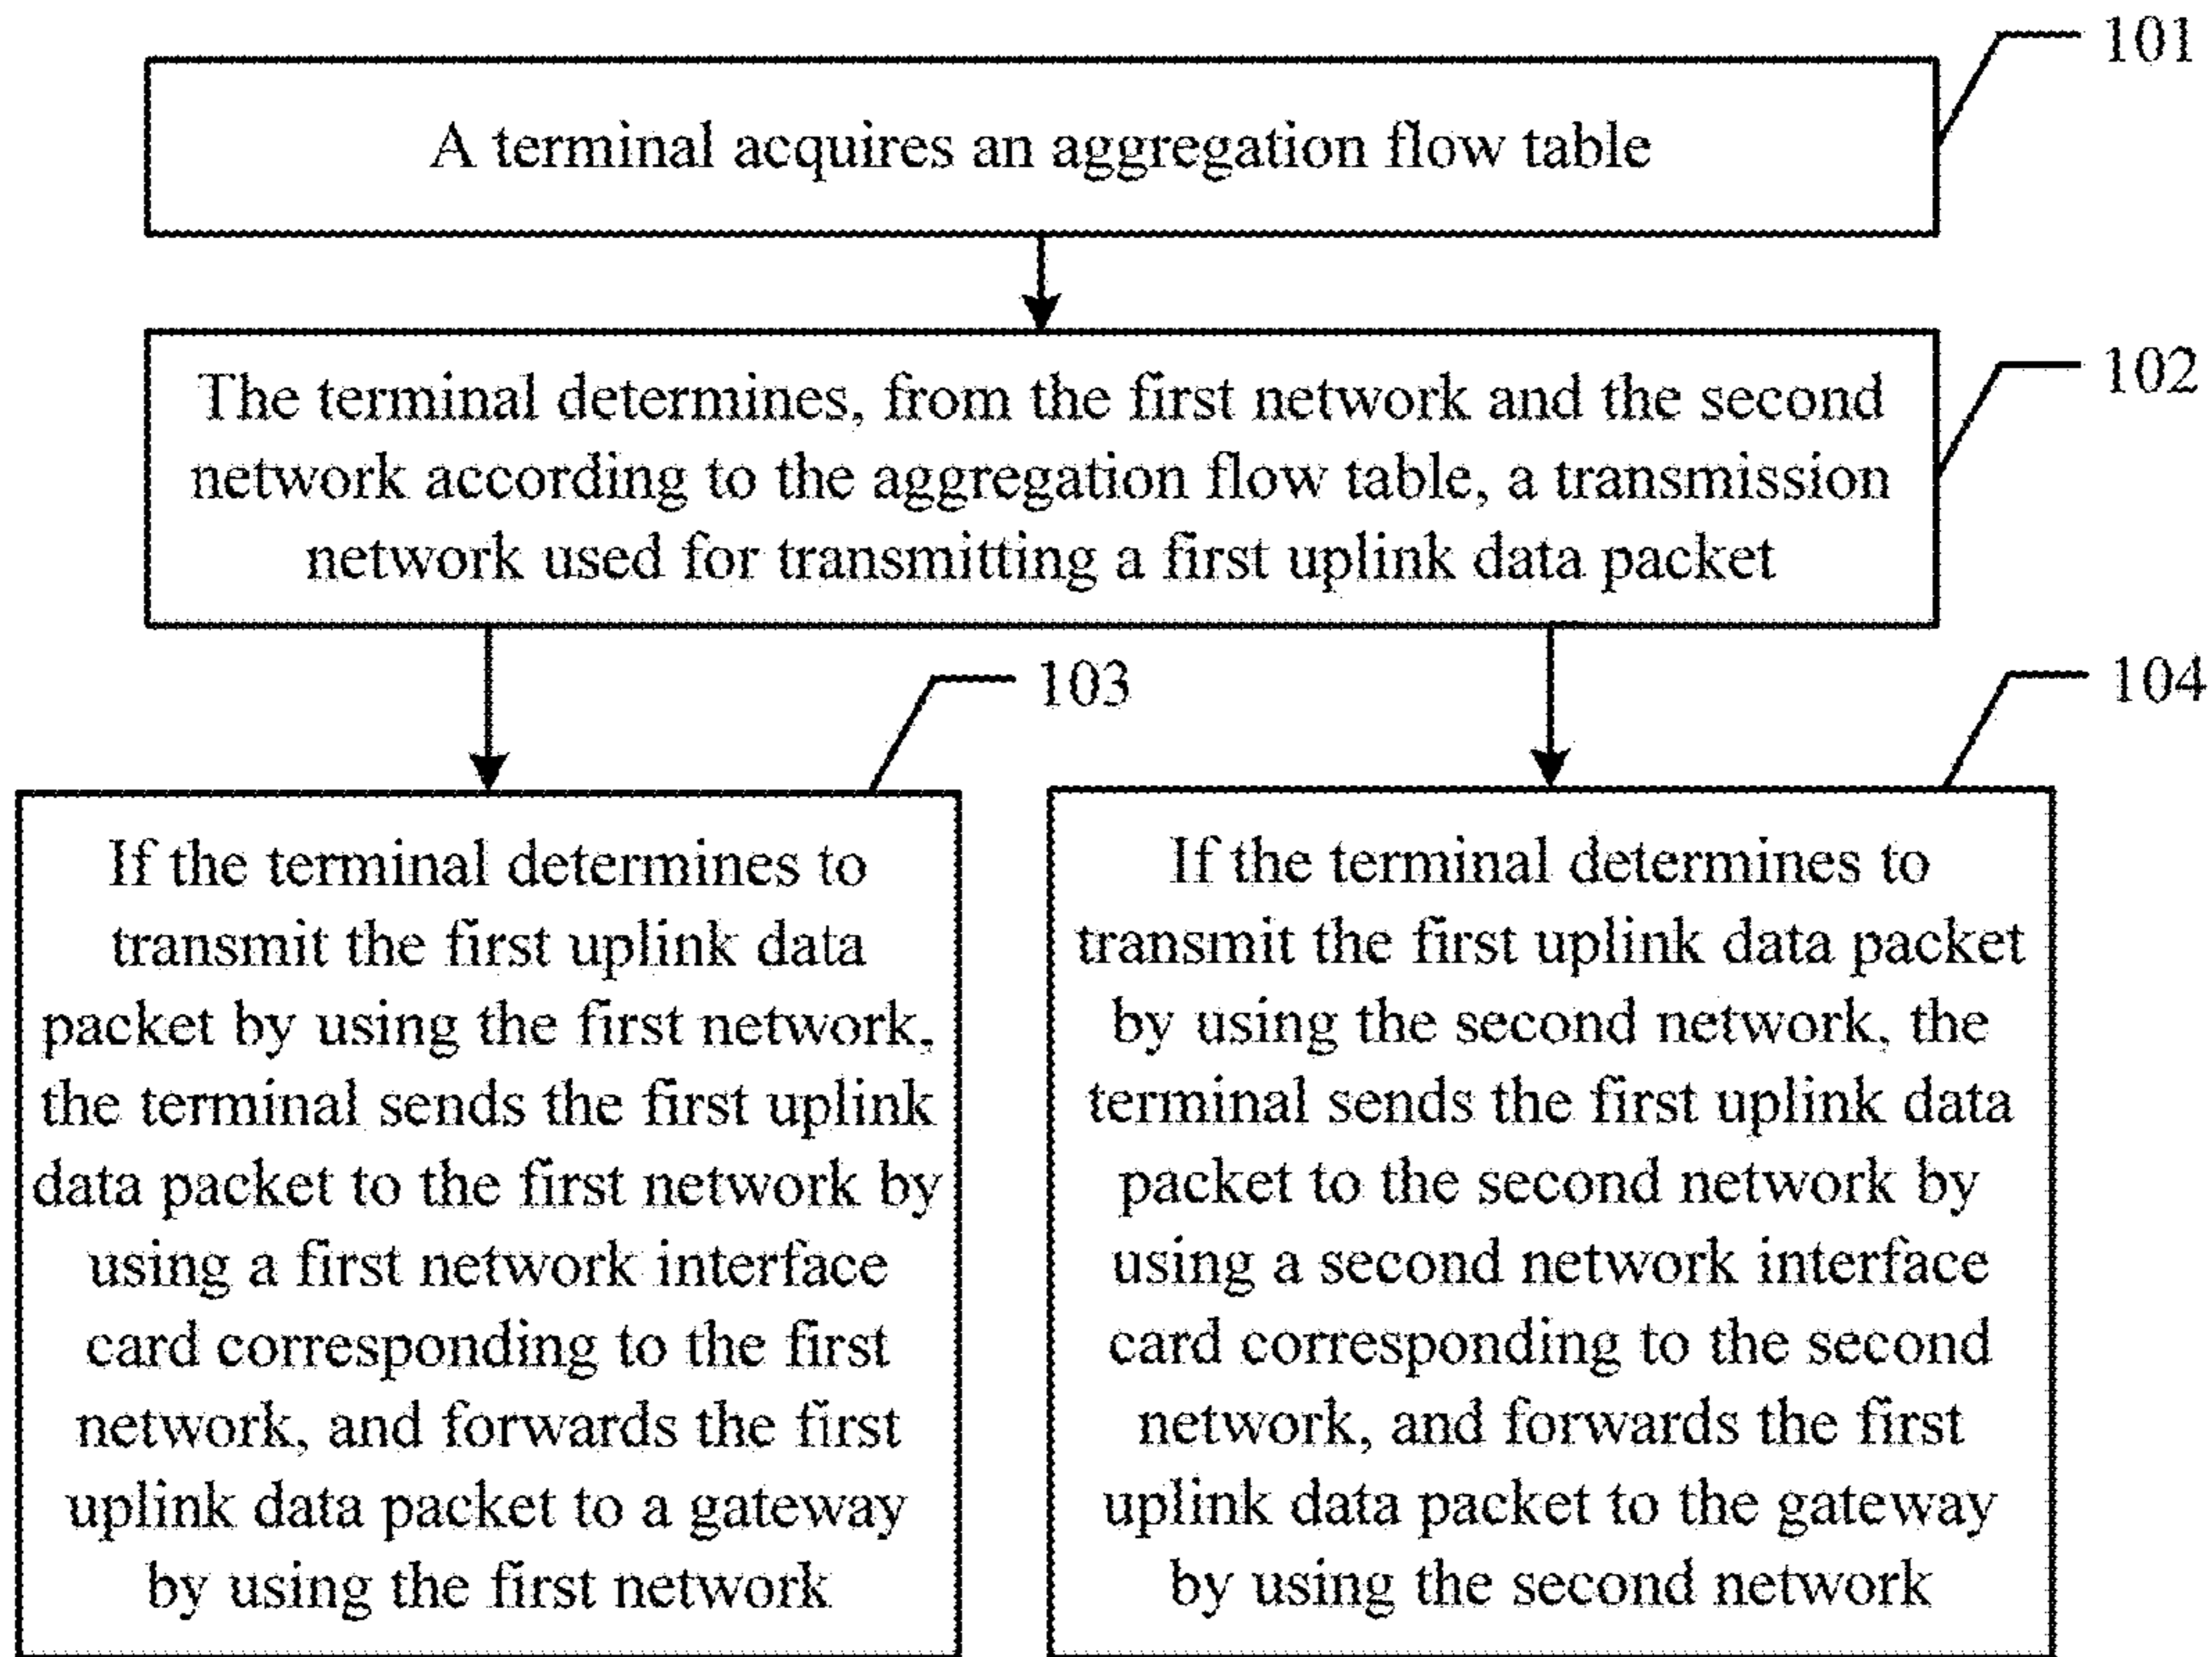 101
A terminal acquires an aggregation flow table
102
The terminal determines, from the first network and the second
network according to the aggregation flow table, a transmission
network used for transmitting a first uplink data packet
103
If the terminal determines to
transmit the first uplink data
packet by using the first network,
the terminal sends the first uplink
data packet to the first network by
using a first network interface
card corresponding to the first
network, and forwards the first
uplink data packet to a gateway
by using the first network
104
If the terminal determines to
transmit the first uplink data packet
by using the second network, the
terminal sends the first uplink data
packet to the second network by
using a second network interface
card corresponding to the second
network, and forwards the first
uplink data packet to the gateway
by using the second network